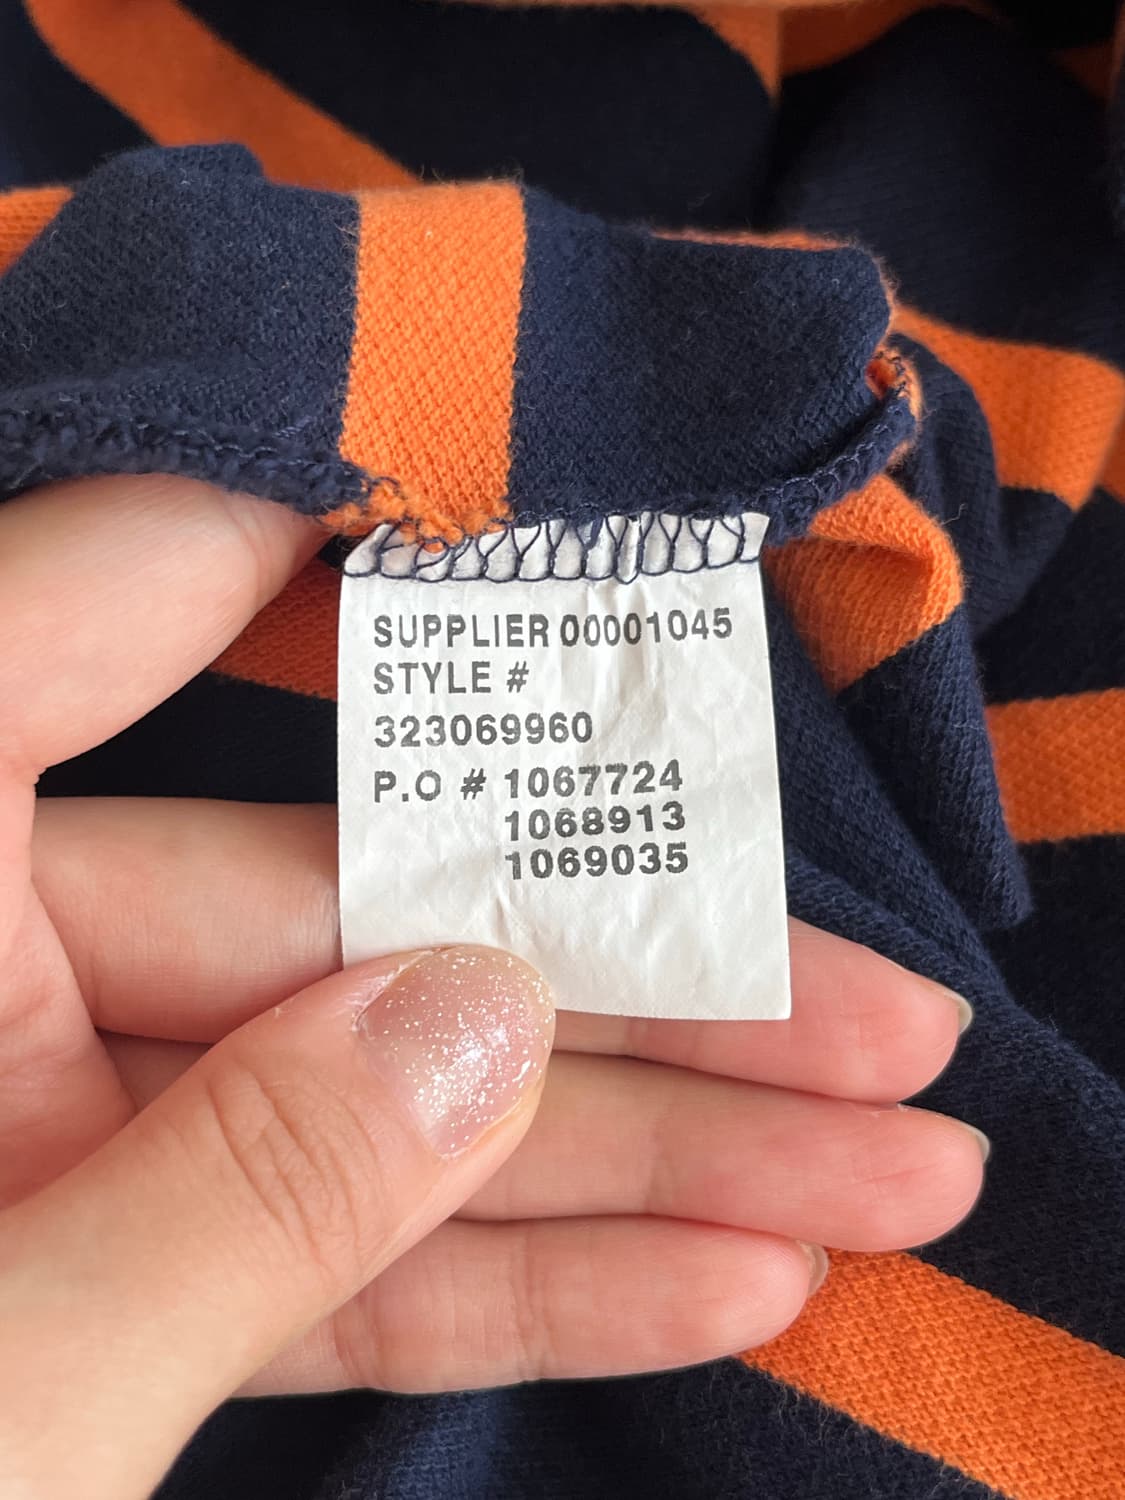 SUPPLIER 00001045
STYLE #
323069960
P.O # 1067724
1068913
1069035